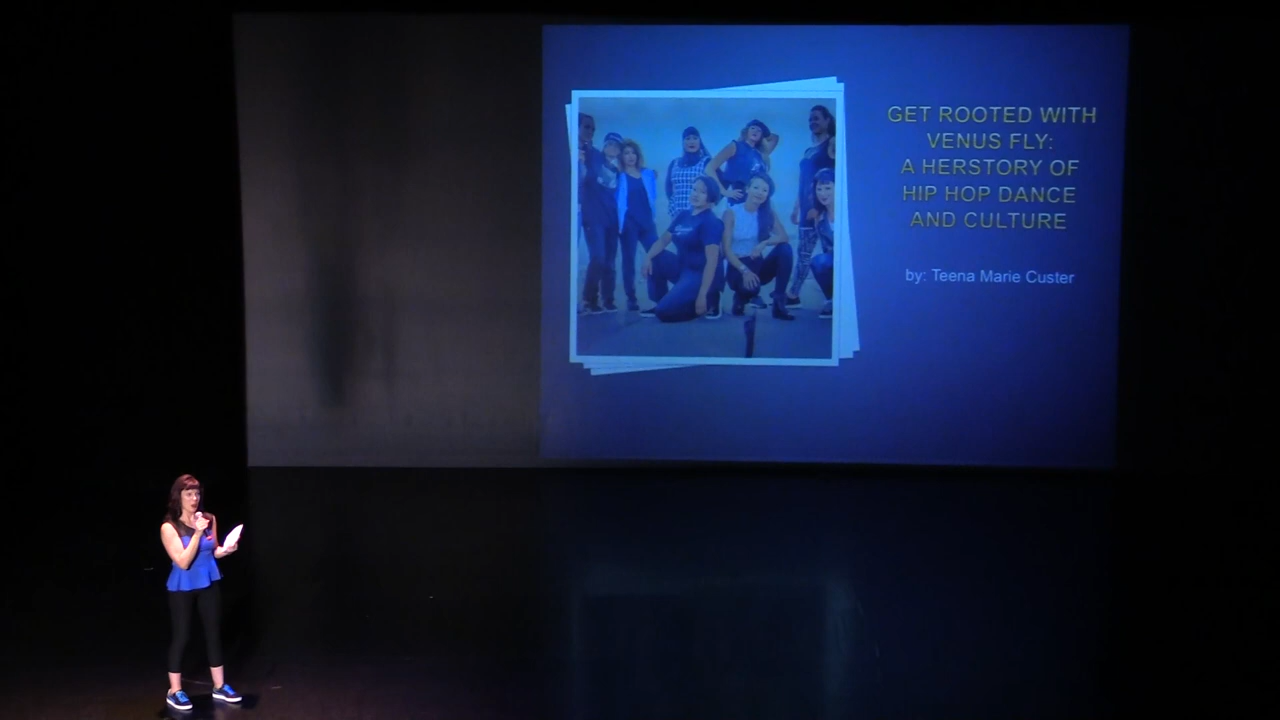 GET ROOTED WITH
VENUS FLY:
A HERSTORY OF
HIP HOP DANCE
AND CULTURE
by: Teena Marie Custer